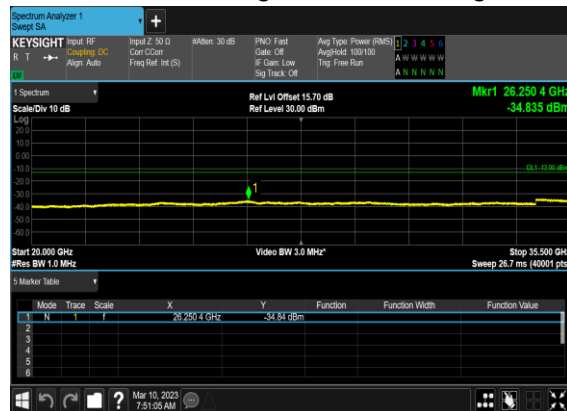 Spectrum Analyzer 1
Swept SA
+
KEYSIGHT Input: RF Input Z: 50 Ω #Atten: 30 dB PNO: Fast Avg Type: Power (RMS) 1 2 3 4 5 6
R T Coupling: DC Corr CCorr Gate: Off Avg|Hold: 100/100 A W W W W W
Align: Auto Freq Ref: Int (S) IF Gain: Low Trig: Free Run
Sig Track: Off A N N N N N
LW
1 Spectrum Ref Lvl Offset 15.70 dB Mkr1 26.250 4 GHz
Scale/Div 10 dB Ref Level 30.00 dBm -34.835 dBm
Log
20.0
10.0
0.00
-10.0 DL1 -13.00 dBm
-20.0
-30.0 1
-40.0
-50.0
-60.0
Start 20.000 GHz Video BW 3.0 MHz* Stop 35.500 GHz
#Res BW 1.0 MHz Sweep 26.7 ms (40001 pts
5 Marker Table
Mode Trace Scale X Y Function Function Width Function Value
1 N 1 f 26.250 4 GHz -34.84 dBm
2
3
4
5
6
? Mar 10, 2023
7:51:05 AM